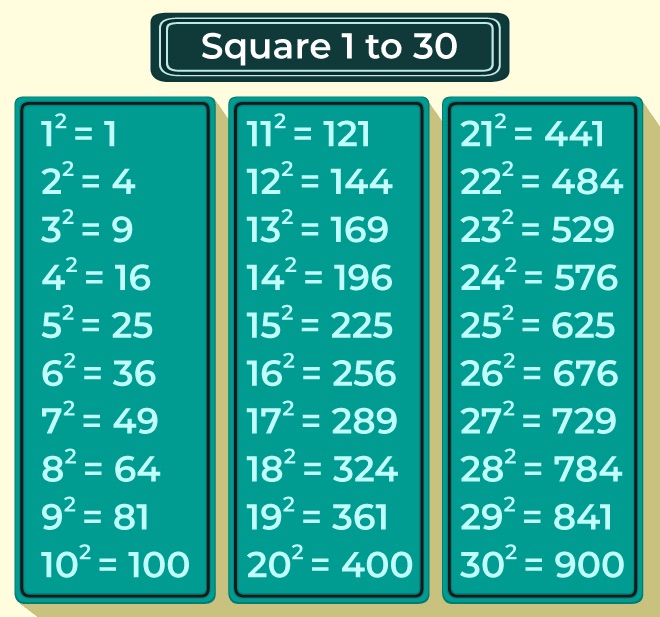 Square 1 to 30
1² = 1
2² = 4
3² = 9
4² = 16
5² = 25
6² = 36
7² = 49
8² = 64
9² = 81
10² = 100
11² = 121
12² = 144
13² = 169
14² = 196
15² = 225
16² = 256
17² = 289
18² = 324
19² = 361
20² = 400
21² = 441
22² = 484
23² = 529
24² = 576
25² = 625
26² = 676
27² = 729
28² = 784
29² = 841
30² = 900